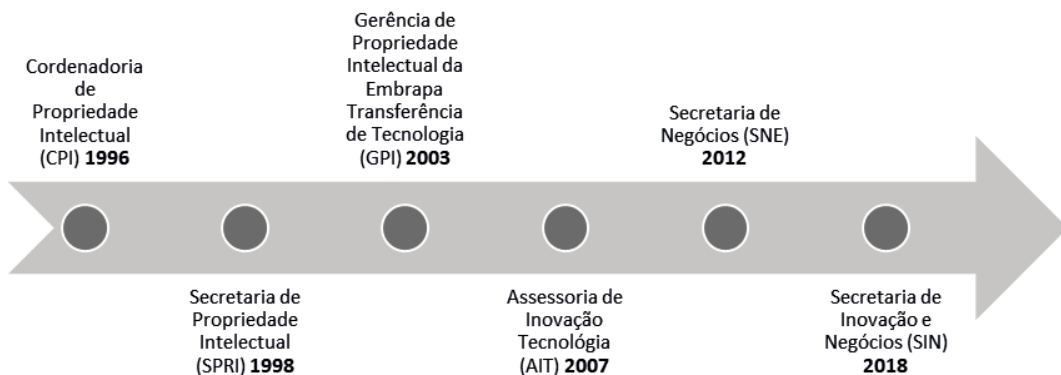 Cordenadoria
de
Propriedade
Intelectual
(CPI) 1996
Secretaria de
Propriedade
Intelectual
(SPRI) 1998
Gerência de
Propriedade
Intelectual da
Embrapa
Transferência
de Tecnologia
(GPI) 2003
Assessoria de
Inovação
Tecnológia
(AIT) 2007
Secretaria de
Negócios (SNE)
2012
Secretaria de
Inovação e
Negócios (SIN)
2018